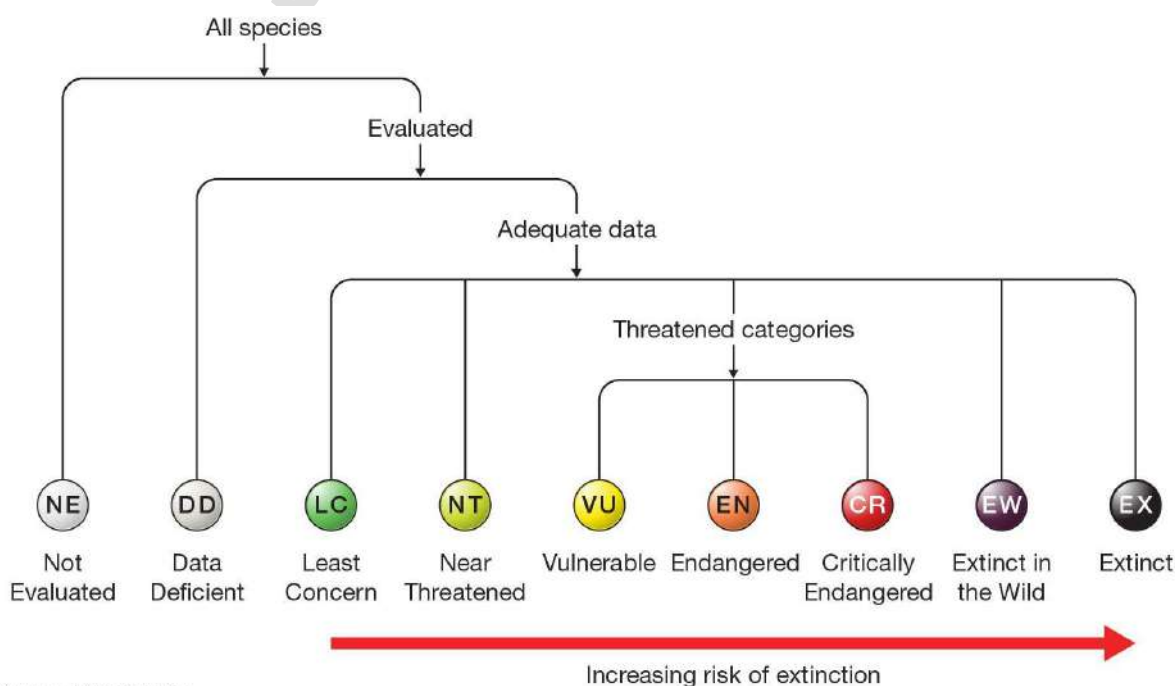 All species
Evaluated
Adequate data
Threatened categories
NE
DD
LC
NT
VU
EN
CR
EW
EX
Not
Evaluated
Data
Deficient
Least
Concern
Near
Threatened
Vulnerable
Endangered
Critically
Endangered
Extinct in
the Wild
Extinct
Increasing risk of extinction